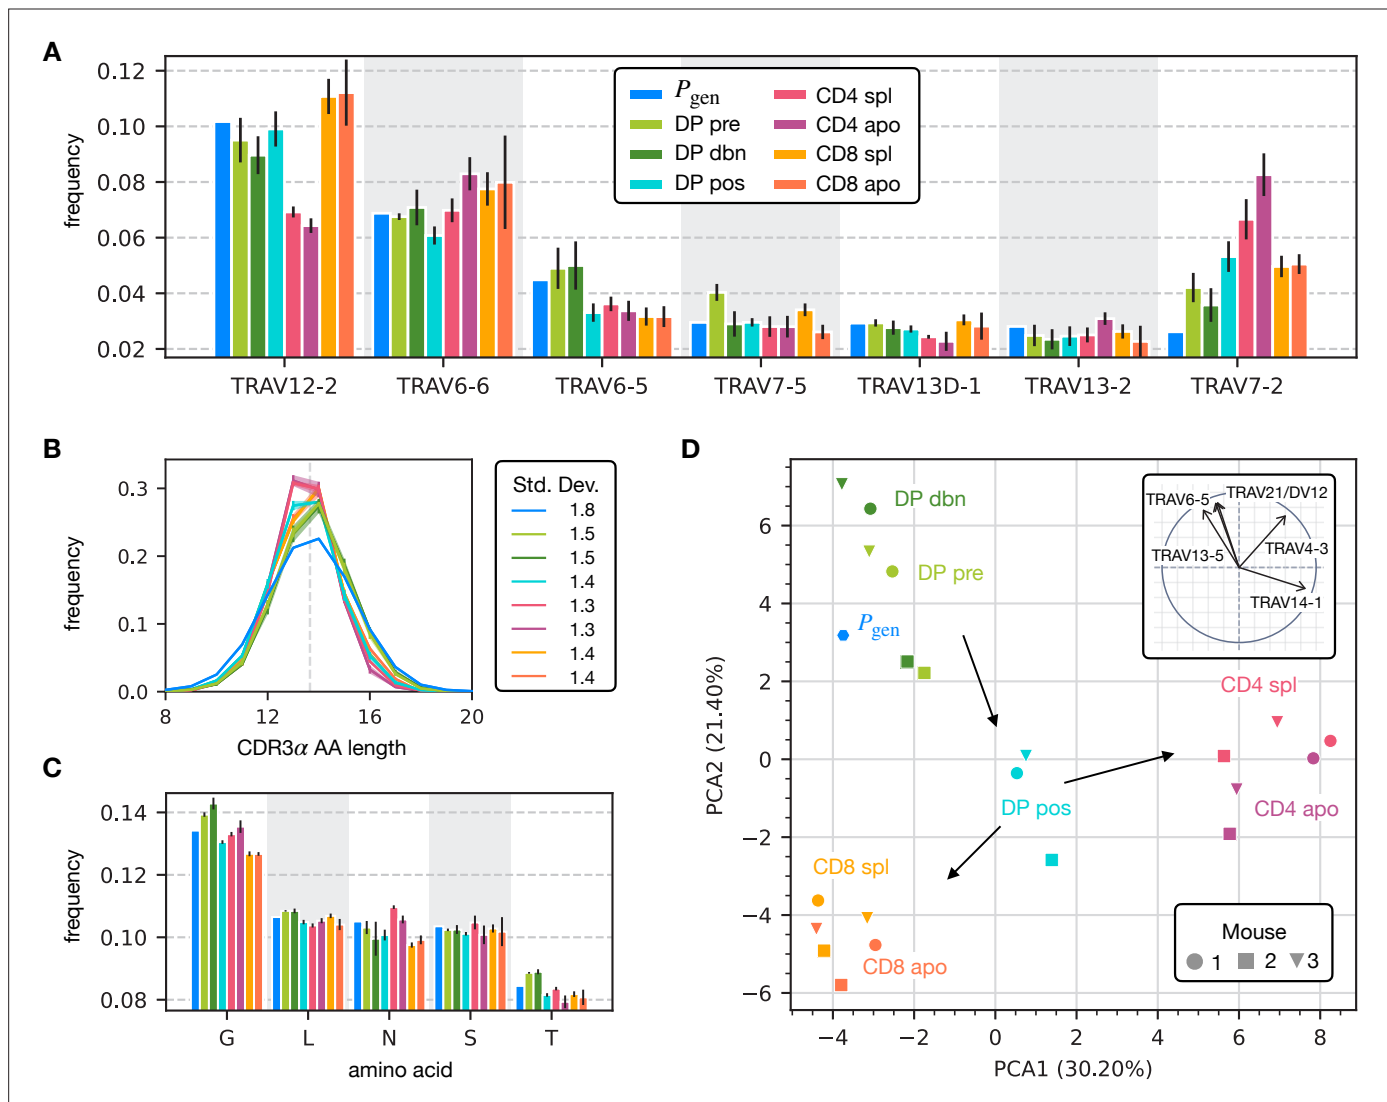 A
0.12
0.10
0.08
0.06
0.04
0.02
frequency
P gen
DP pre
DP dbn
DP pos
CD4 spl
CD4 apo
CD8 spl
CD8 apo
TRAV12-2 TRAV6-6 TRAV6-5 TRAV7-5 TRAV13D-1 TRAV13-2 TRAV7-2
B
0.3
0.2
0.1
0.0
frequency
8 12 16 20
CDR3α AA length
Std. Dev.
1.8
1.5
1.5
1.4
1.3
1.3
1.4
1.4
C
0.14
0.12
0.10
0.08
frequency
G L N S T
amino acid
D
6
4
2
0
−2
−4
−6
PCA2 (21.40%)
DP dbn
DP pre
P gen
DP pos
CD4 spl
CD4 apo
CD8 spl
CD8 apo
TRAV6-5 TRAV21/DV12
TRAV13-5 TRAV4-3
TRAV14-1
Mouse
1 2 3
−4 −2 0 2 4 6 8
PCA1 (30.20%)